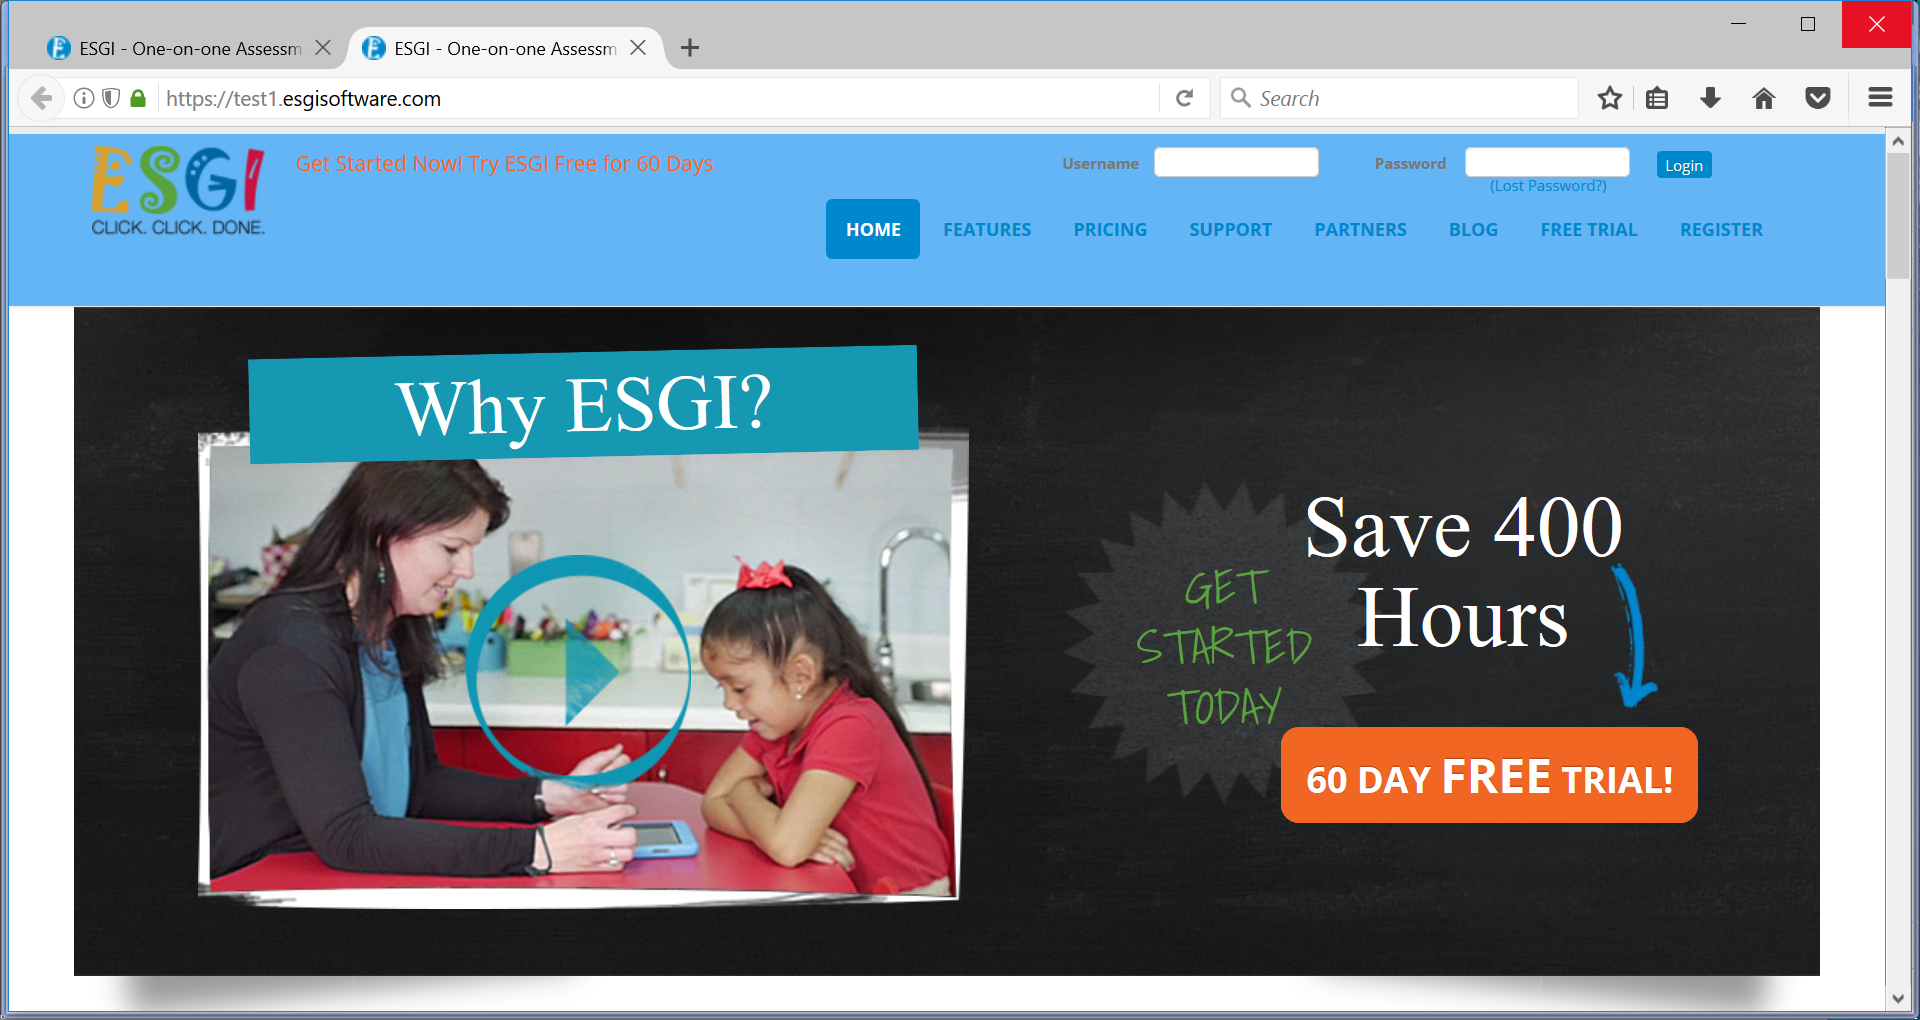 ESGI - One-on-one Assessm
ESGI - One-on-one Assessm
https://test1.esgisoftware.com
Search
ESGI
CLICK. CLICK. DONE.
Get Started Now! Try ESGI Free for 60 Days
Username
Password
Login
(Lost Password?)
HOME FEATURES PRICING SUPPORT PARTNERS BLOG FREE TRIAL REGISTER
Why ESGI?
GET
STARTED
TODAY
Save 400
Hours
60 DAY FREE TRIAL!